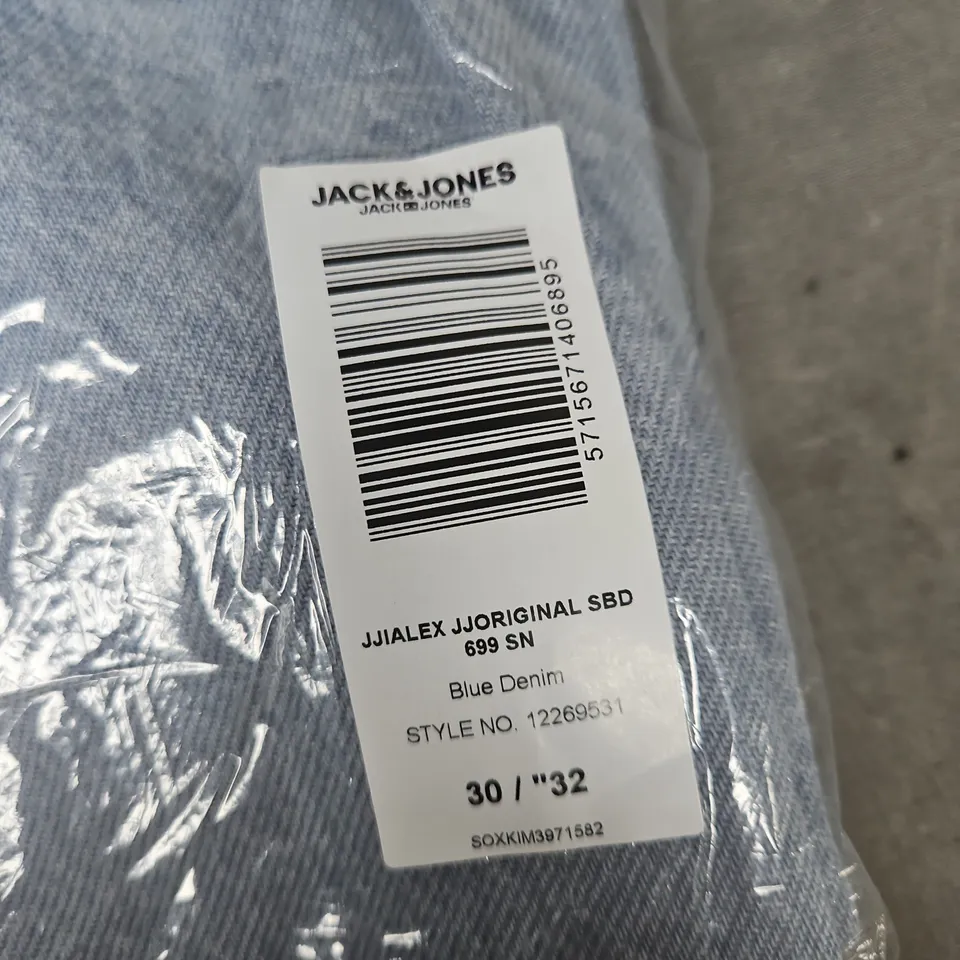 JACK&JONES
JACK JONES
5715671406895
JJIALEX JJORIGINAL SBD
699 SN
Blue Denim
STYLE NO. 12269531
30 / "32
SOXKIM3971582